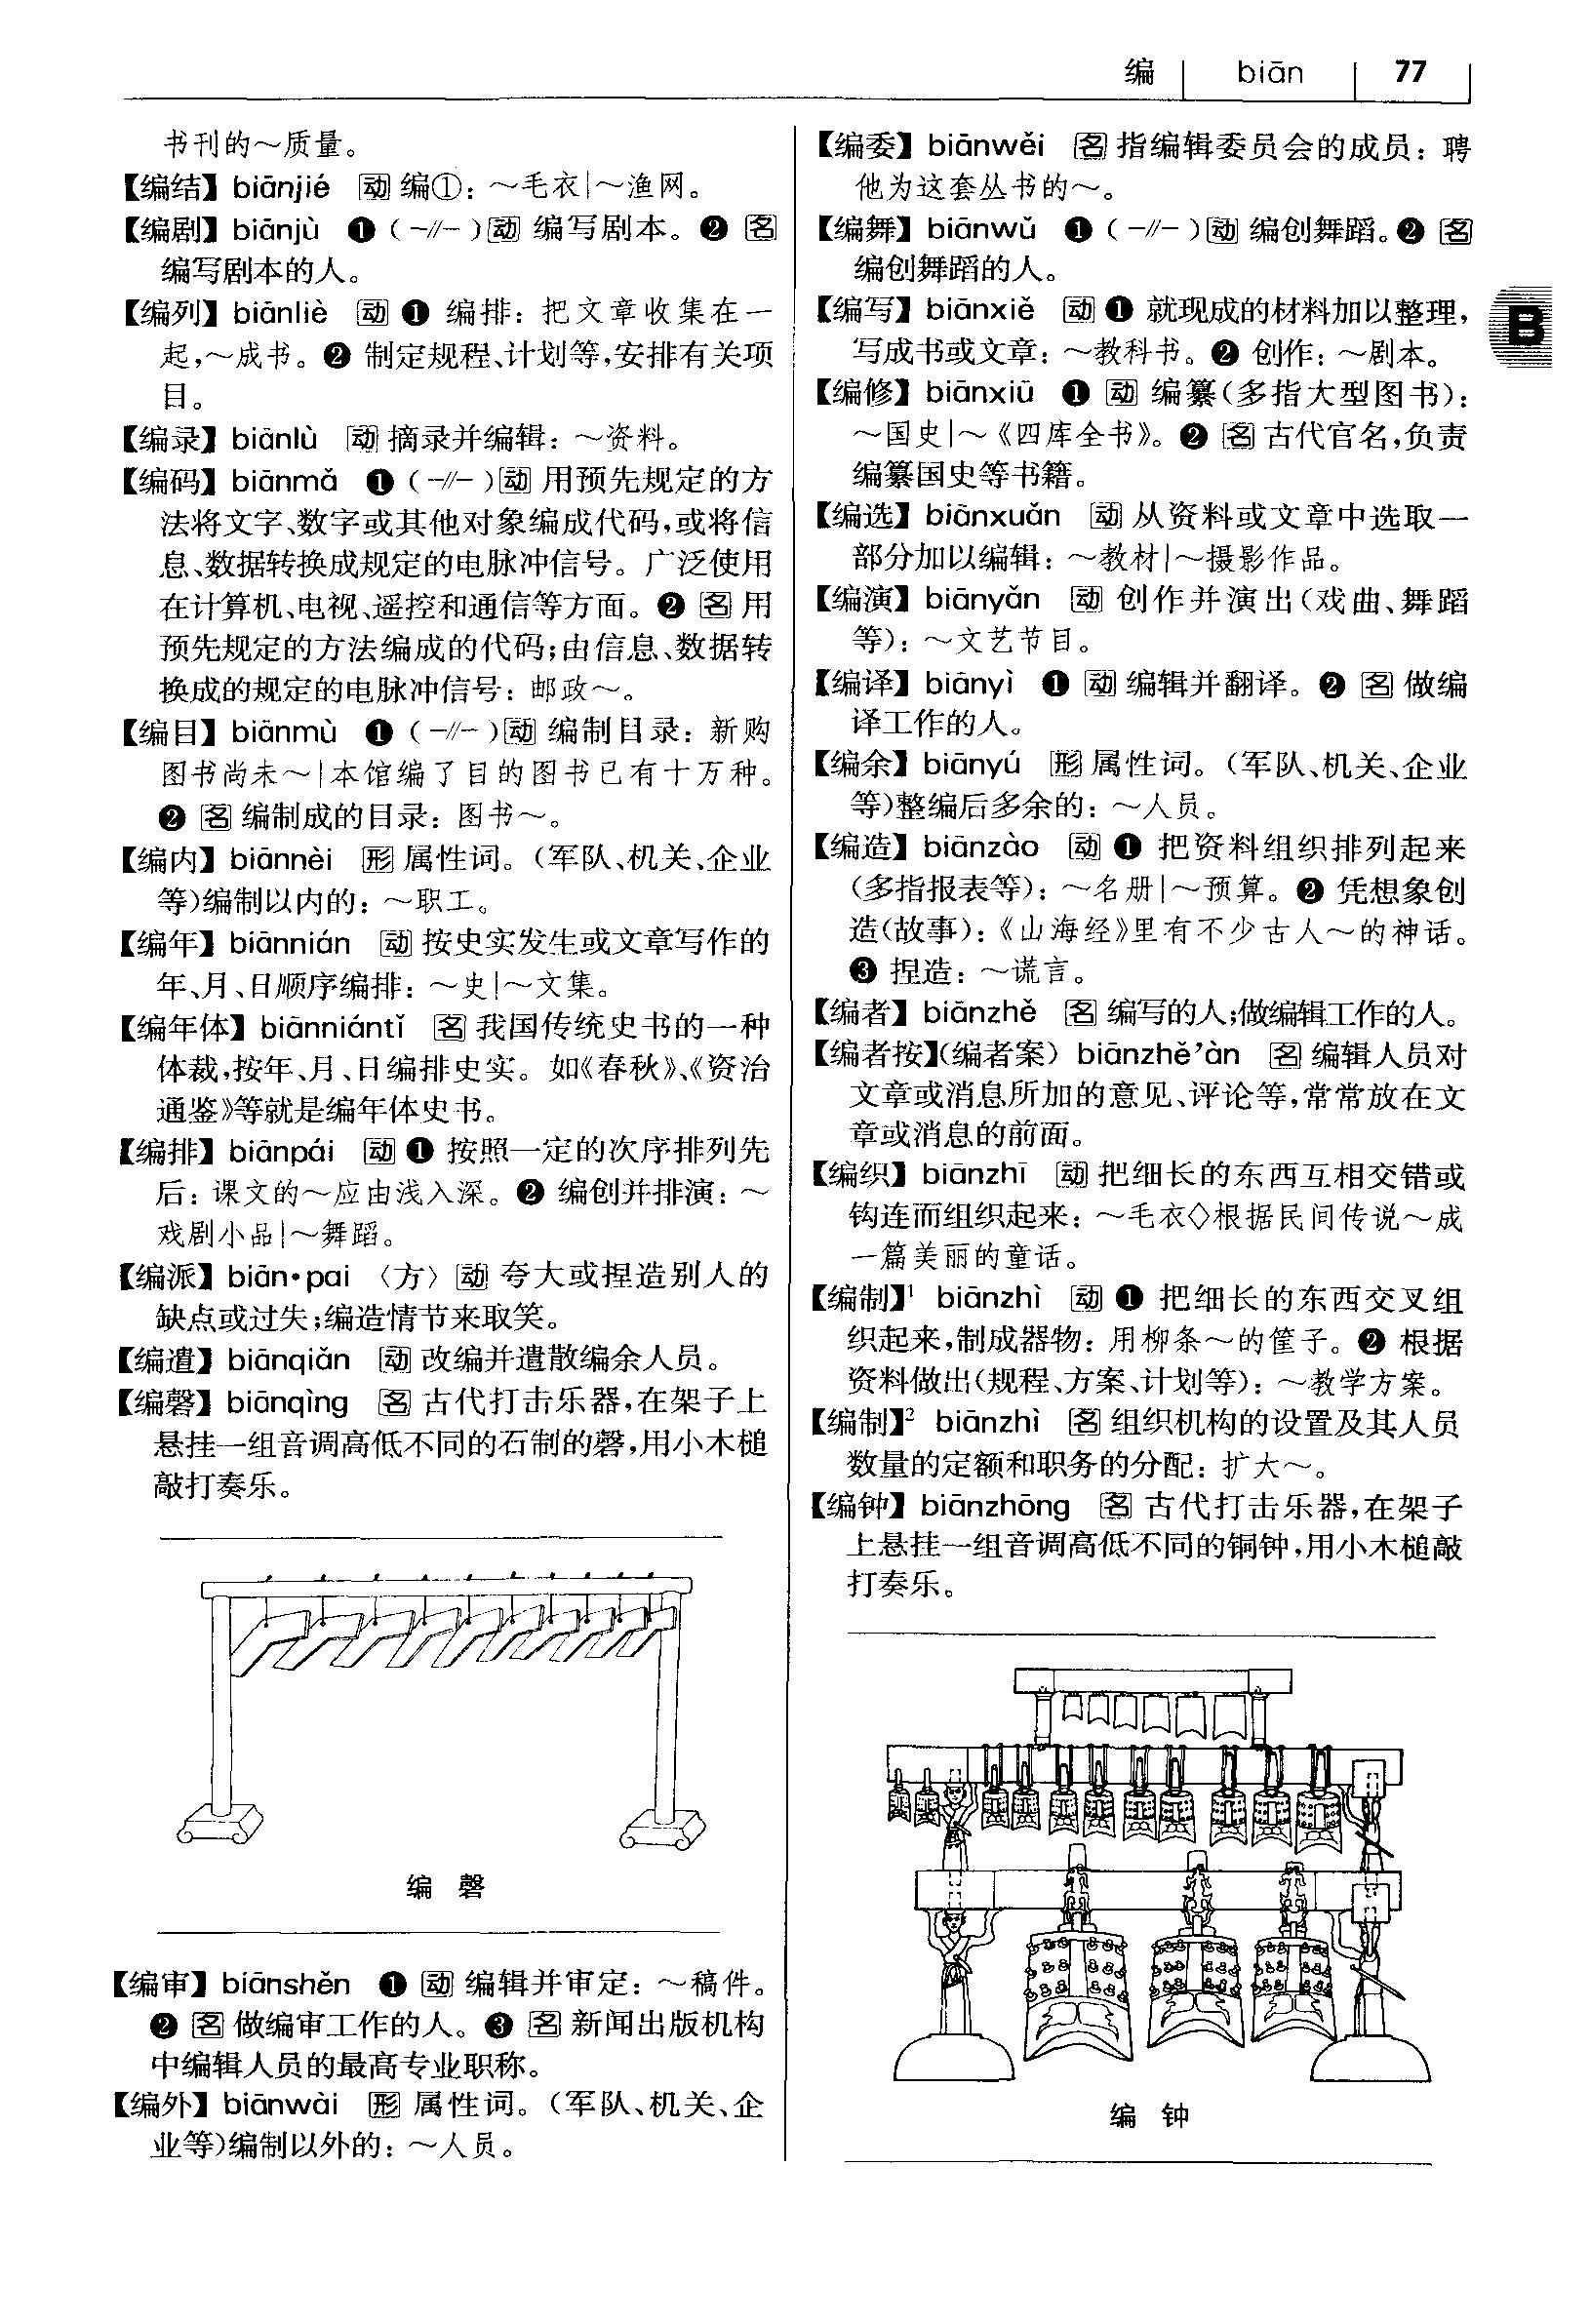 编 biān 77
书刊的～质量。
【编结】biānjié 动 编①：～毛衣|～渔网。
【编剧】biānjù ❶（-//-）动 编写剧本。❷ 名
编写剧本的人。
【编列】biānliè 动 ❶ 编排：把文章收集在一
起，～成书。❷ 制定规程、计划等，安排有关项
目。
【编录】biānlù 动 摘录并编辑：～资料。
【编码】biānmǎ ❶（-//-）动 用预先规定的方
法将文字、数字或其他对象编成代码，或将信
息、数据转换成规定的电脉冲信号。广泛使用
在计算机、电视、遥控和通信等方面。❷ 名 用
预先规定的方法编成的代码；由信息、数据转
换成的规定的电脉冲信号：邮政～。
【编目】biānmù ❶（-//-）动 编制目录：新购
图书尚未～|本馆编了目的图书已有十万种。
❷ 名 编制成的目录：图书～。
【编内】biānnèi 形 属性词。（军队、机关、企业
等）编制以内的：～职工。
【编年】biānnián 动 按史实发生或文章写作的
年、月、日顺序编排：～史|～文集。
【编年体】biānniántǐ 名 我国传统史书的一种
体裁，按年、月、日编排史实。如《春秋》、《资治
通鉴》等就是编年体史书。
【编排】biānpái 动 ❶ 按照一定的次序排列先
后：课文的～应由浅入深。❷ 编创并排演：～
戏剧小品|～舞蹈。
【编派】biān·pai 〈方〉动 夸大或捏造别人的
缺点或过失；编造情节来取笑。
【编遣】biānqiǎn 动 改编并遣散编余人员。
【编磬】biānqìng 名 古代打击乐器，在架子上
悬挂一组音调高低不同的石制的磬，用小木槌
敲打奏乐。
编 磬
【编审】biānshěn ❶ 动 编辑并审定：～稿件。
❷ 名 做编审工作的人。❸ 名 新闻出版机构
中编辑人员的最高专业职称。
【编外】biānwài 形 属性词。（军队、机关、企
业等）编制以外的：～人员。
【编委】biānwěi 名 指编辑委员会的成员：聘
他为这套丛书的～。
【编舞】biānwǔ ❶（-//-）动 编创舞蹈。❷ 名
编创舞蹈的人。
【编写】biānxiě 动 ❶ 就现成的材料加以整理，
写成书或文章：～教科书。❷ 创作：～剧本。
【编修】biānxiū ❶ 动 编纂（多指大型图书）：
～国史|～《四库全书》。❷ 名 古代官名，负责
编纂国史等书籍。
【编选】biānxuǎn 动 从资料或文章中选取一
部分加以编辑：～教材|～摄影作品。
【编演】biānyǎn 动 创作并演出（戏曲、舞蹈
等）：～文艺节目。
【编译】biānyì ❶ 动 编辑并翻译。❷ 名 做编
译工作的人。
【编余】biānyú 形 属性词。（军队、机关、企业
等）整编后多余的：～人员。
【编造】biānzào 动 ❶ 把资料组织排列起来
（多指报表等）：～名册|～预算。❷ 凭想象创
造（故事）：《山海经》里有不少古人～的神话。
❸ 捏造：～谎言。
【编者】biānzhě 名 编写的人；做编辑工作的人。
【编者按】（编者案）biānzhě'àn 名 编辑人员对
文章或消息所加的意见、评论等，常常放在文
章或消息的前面。
【编织】biānzhī 动 把细长的东西互相交错或
钩连而组织起来：～毛衣◇根据民间传说～成
一篇美丽的童话。
【编制】¹ biānzhì 动 ❶ 把细长的东西交叉组
织起来，制成器物：用柳条～的筐子。❷ 根据
资料做出（规程、方案、计划等）：～教学方案。
【编制】² biānzhì 名 组织机构的设置及其人员
数量的定额和职务的分配：扩大～。
【编钟】biānzhōng 名 古代打击乐器，在架子
上悬挂一组音调高低不同的铜钟，用小木槌敲
打奏乐。
编 钟
B